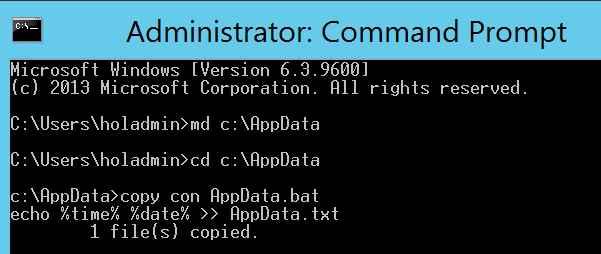 C:\.
Administrator: Command Prompt
Microsoft Windows [Version 6.3.9600]
(c) 2013 Microsoft Corporation. All rights reserved.
C:\Users\holadmin>md c:\AppData
C:\Users\holadmin>cd c:\AppData
c:\AppData>copy con AppData.bat
echo %time% %date% >> AppData.txt
1 file(s) copied.